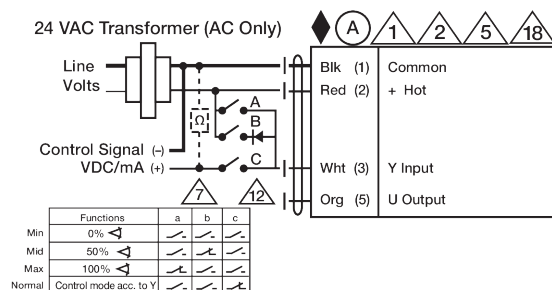 24 VAC Transformer (AC Only)
A 1 2 5 18
Line
Volts
Blk (1) Common
Red (2) + Hot
A
Ω
B
Control Signal (–)
VDC/mA (+)
C
Wht (3) Y Input
7
12
Org (5) U Output
Functions a b c
Min 0%
Mid 50%
Max 100%
Normal Control mode acc. to Y